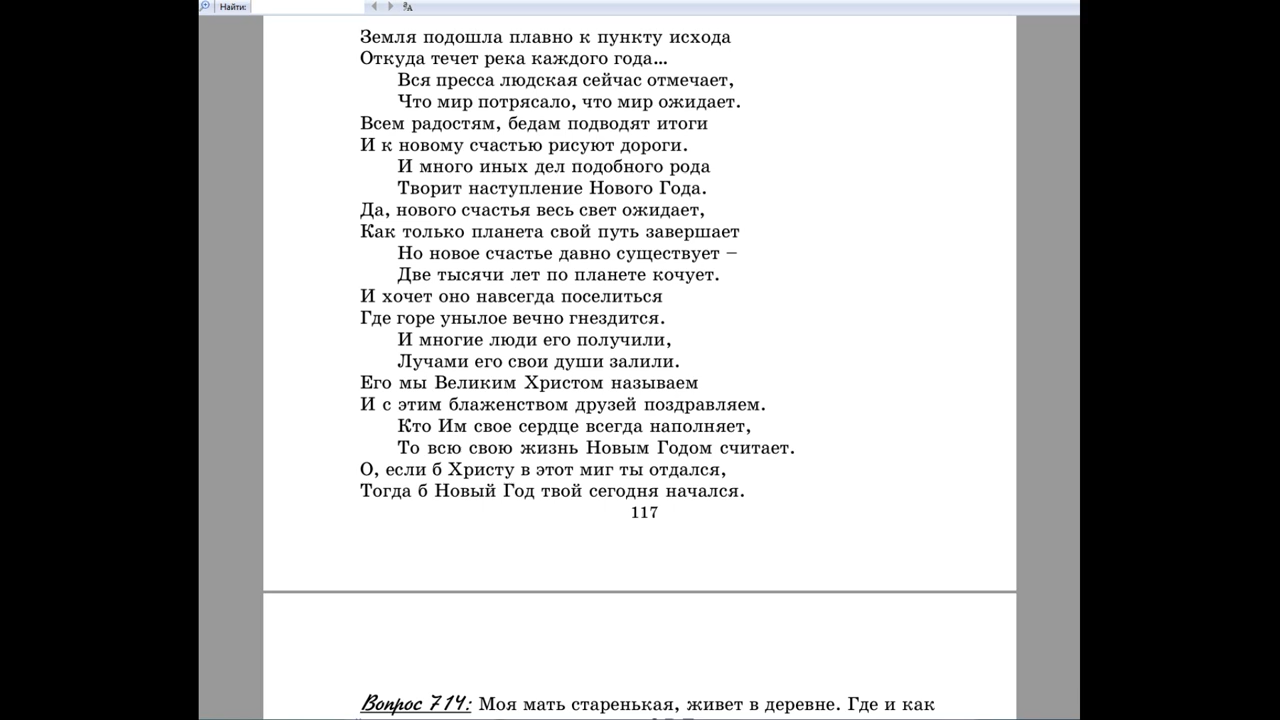 Найти:
Земля подошла плавно к пункту исхода
Откуда течет река каждого года...
Вся пресса людская сейчас отмечает,
Что мир потрясало, что мир ожидает.
Всем радостям, бедам подводят итоги
И к новому счастью рисуют дороги.
И много иных дел подобного рода
Творит наступление Нового Года.
Да, нового счастья весь свет ожидает,
Как только планета свой путь завершает
Но новое счастье давно существует –
Две тысячи лет по планете кочует.
И хочет оно навсегда поселиться
Где горе унылое вечно гнездится.
И многие люди его получили,
Лучами его свои души залили.
Его мы Великим Христом называем
И с этим блаженством друзей поздравляем.
Кто Им свое сердце всегда наполняет,
То всю свою жизнь Новым Годом считает.
О, если б Христу в этот миг ты отдался,
Тогда б Новый Год твой сегодня начался.
117
Вопрос 714: Моя мать старенькая, живет в деревне. Где и как